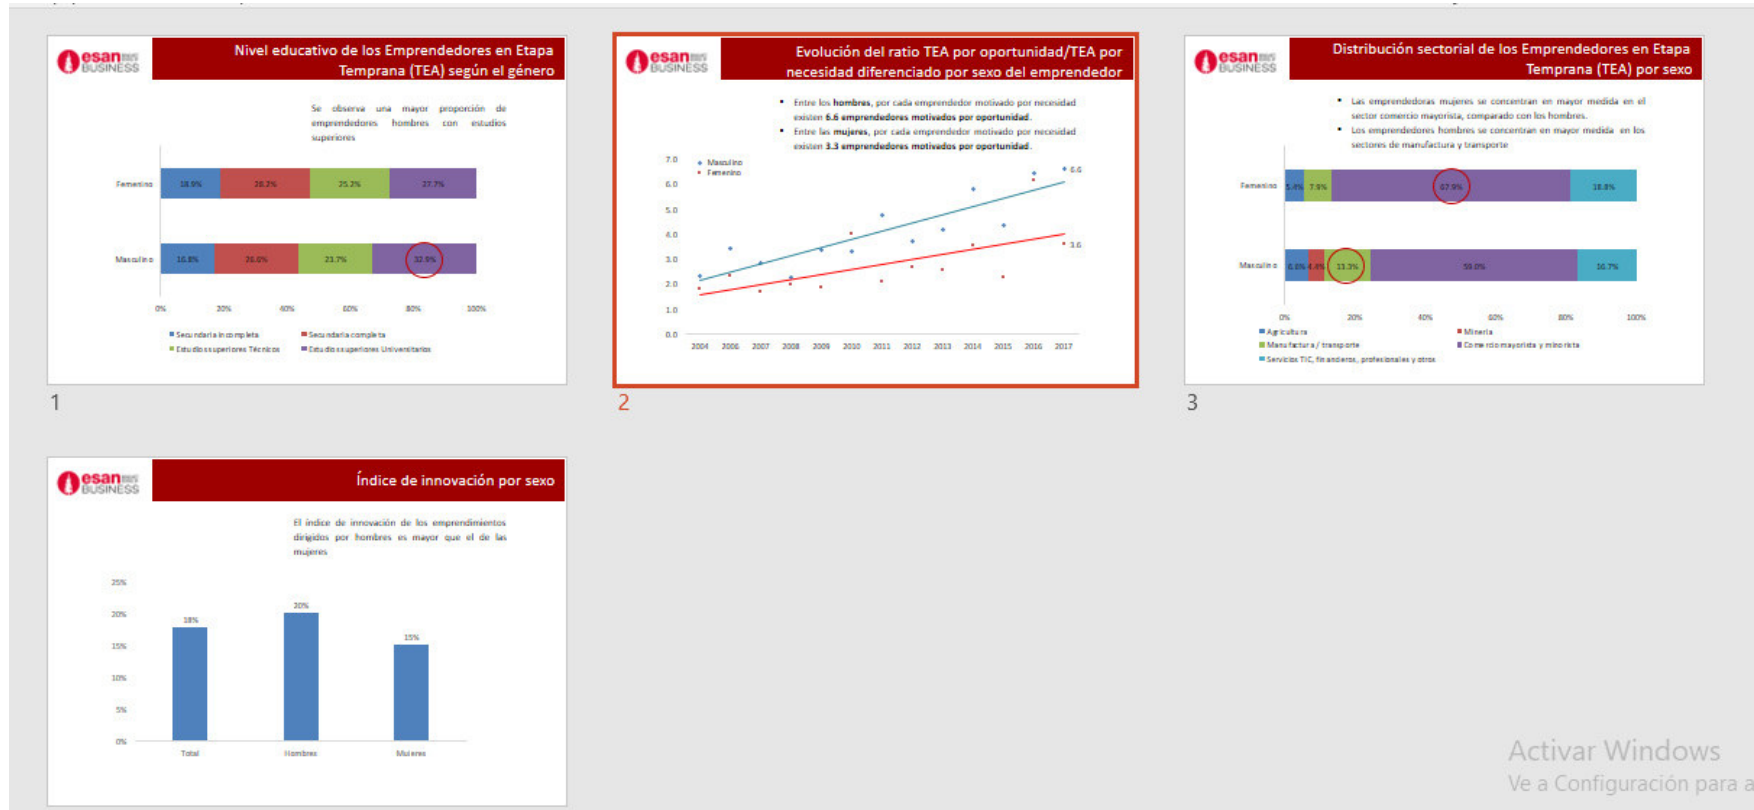 esan
BUSINESS
Nivel educativo de los Emprendedores en Etapa
Temprana (TEA) según el género
Se observa una mayor proporción de
emprendedores hombres con estudios
superiores
Femenino 18.9% 28.2% 25.2% 27.7%
Masculino 16.8% 26.6% 23.7% 32.9%
0% 20% 40% 60% 80% 100%
Secundaria incompleta Secundaria completa
Estudios superiores Técnicos Estudios superiores Universitarios
1
esan
BUSINESS
Evolución del ratio TEA por oportunidad/TEA por
necesidad diferenciado por sexo del emprendedor
Entre los hombres, por cada emprendedor motivado por necesidad
existen 6.6 emprendedores motivados por oportunidad.
Entre las mujeres, por cada emprendedor motivado por necesidad
existen 3.3 emprendedores motivados por oportunidad.
7.0
Masculino
Femenino
6.6
6.0
5.0
4.0
3.6
3.0
2.0
1.0
0.0
2004 2006 2007 2008 2009 2010 2011 2012 2013 2014 2015 2016 2017
2
esan
BUSINESS
Distribución sectorial de los Emprendedores en Etapa
Temprana (TEA) por sexo
Las emprendedoras mujeres se concentran en mayor medida en el
sector comercio mayorista, comparado con los hombres.
Los emprendedores hombres se concentran en mayor medida en los
sectores de manufactura y transporte
Femenino 5.4% 7.9% 67.9% 18.8%
Masculino 4.4% 13.3% 16.7%
0% 20% 40% 60% 80% 100%
Agricultura Minería
Manufactura / transporte Comercio mayorista y minorista
Servicios TIC, financieros, profesionales y otros
3
esan
BUSINESS
Índice de innovación por sexo
El índice de innovación de los emprendimientos
dirigidos por hombres es mayor que el de las
mujeres
25%
20%
15%
10%
5%
0%
18%
20%
15%
Total Hombres Mujeres
Activar Windows
Ve a Configuración para a